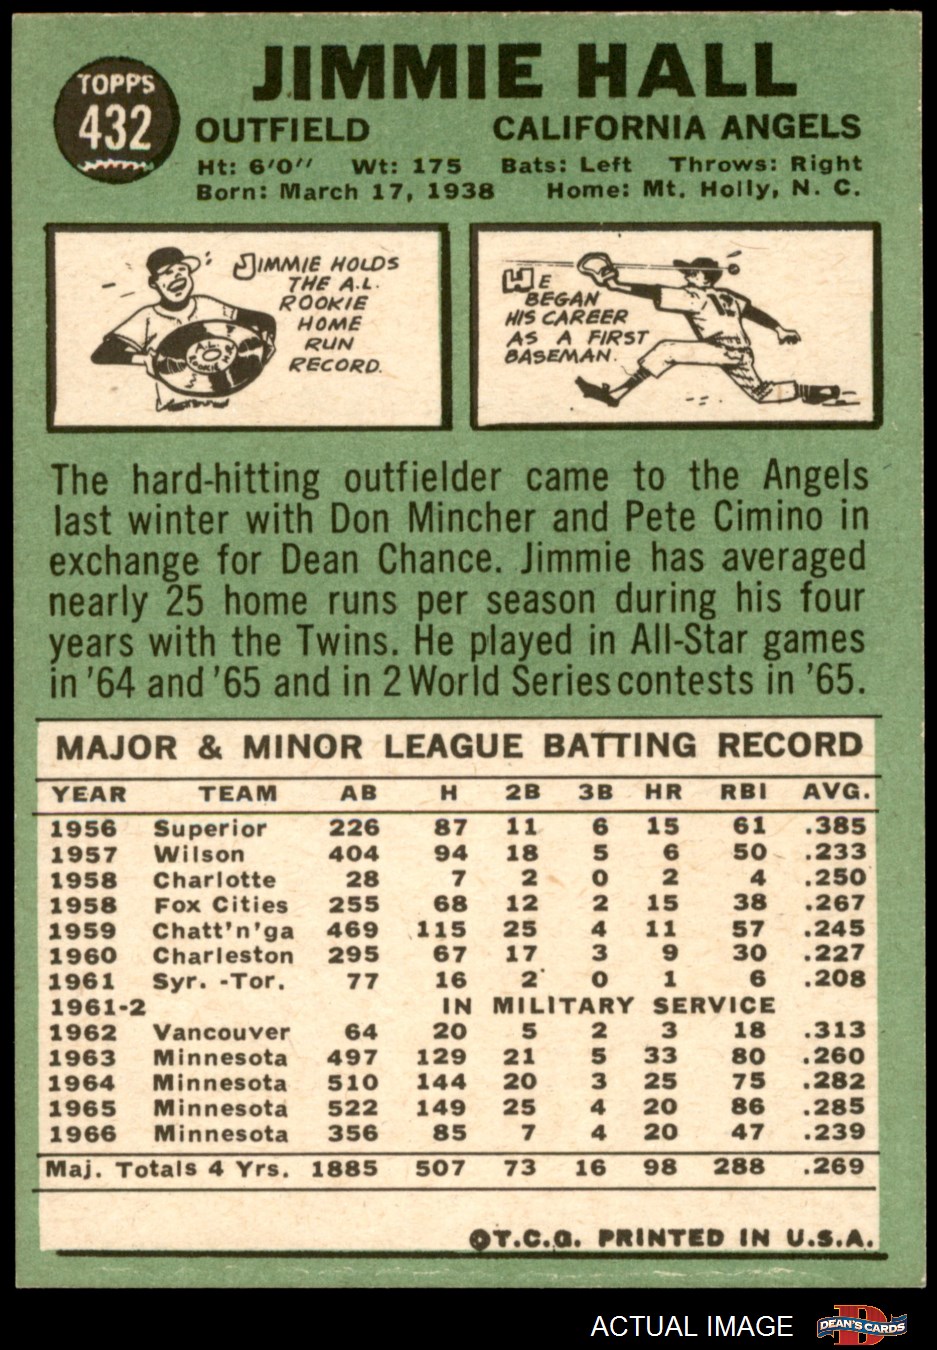 TOPPS
432
JIMMIE HALL
OUTFIELD CALIFORNIA ANGELS
Ht: 6'0" Wt: 175 Bats: Left Throws: Right
Born: March 17, 1938 Home: Mt. Holly, N. C.
JIMMIE HOLDS
THE A.L.
ROOKIE
HOME
RUN
RECORD.
A.L.
ROOKIE H.R.
HE
BEGAN
HIS CAREER
AS A FIRST
BASEMAN.
The hard-hitting outfielder came to the Angels
last winter with Don Mincher and Pete Cimino in
exchange for Dean Chance. Jimmie has averaged
nearly 25 home runs per season during his four
years with the Twins. He played in All-Star games
in '64 and '65 and in 2 World Series contests in '65.
MAJOR & MINOR LEAGUE BATTING RECORD
YEAR TEAM AB H 2B 3B HR RBI AVG.
1956 Superior 226 87 11 6 15 61 .385
1957 Wilson 404 94 18 5 6 50 .233
1958 Charlotte 28 7 2 0 2 4 .250
1958 Fox Cities 255 68 12 2 15 38 .267
1959 Chatt'n'ga 469 115 25 4 11 57 .245
1960 Charleston 295 67 17 3 9 30 .227
1961 Syr. -Tor. 77 16 2 0 1 6 .208
1961-2 IN MILITARY SERVICE
1962 Vancouver 64 20 5 2 3 18 .313
1963 Minnesota 497 129 21 5 33 80 .260
1964 Minnesota 510 144 20 3 25 75 .282
1965 Minnesota 522 149 25 4 20 86 .285
1966 Minnesota 356 85 7 4 20 47 .239
Maj. Totals 4 Yrs. 1885 507 73 16 98 288 .269
©T.C.G. PRINTED IN U.S.A.
ACTUAL IMAGE
DEAN'S CARDS